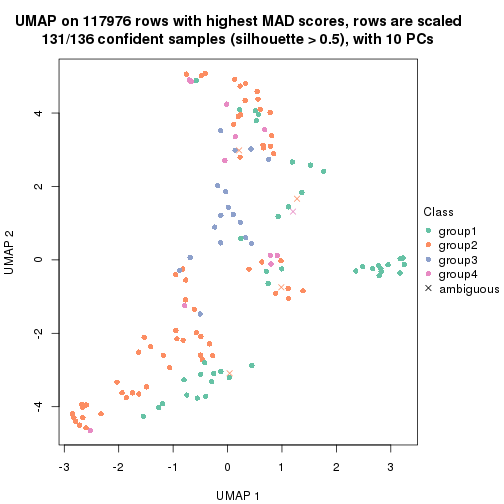 UMAP on 117976 rows with highest MAD scores, rows are scaled
131/136 confident samples (silhouette > 0.5), with 10 PCs
4
2
0
-2
-4
UMAP 2
-3
-2
-1
0
1
2
3
UMAP 1
Class
group1
group2
group3
group4
ambiguous